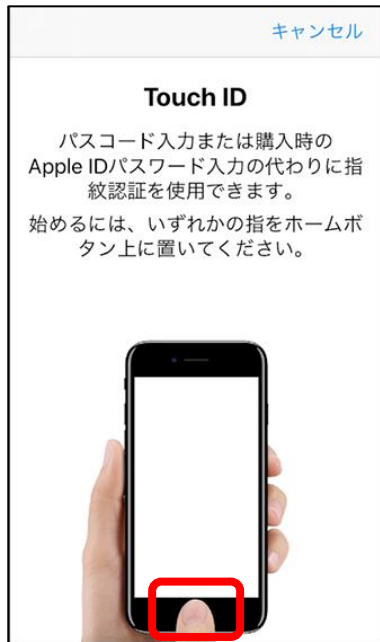 キャンセル
Touch ID
パスコード入力または購入時の
Apple IDパスワード入力の代わりに指
紋認証を使用できます。
始めるには、いずれかの指をホームボ
タン上に置いてください。